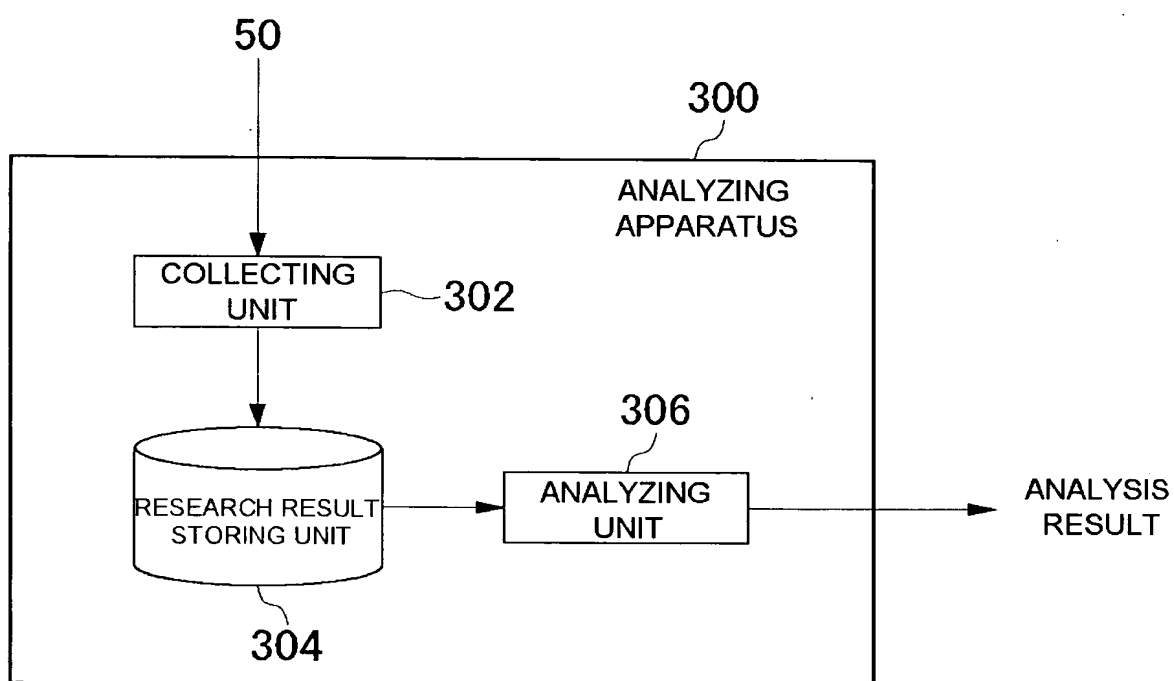 50
300
ANALYZING
APPARATUS
COLLECTING
UNIT
302
306
RESEARCH RESULT
STORING UNIT
ANALYZING
UNIT
ANALYSIS
RESULT
304